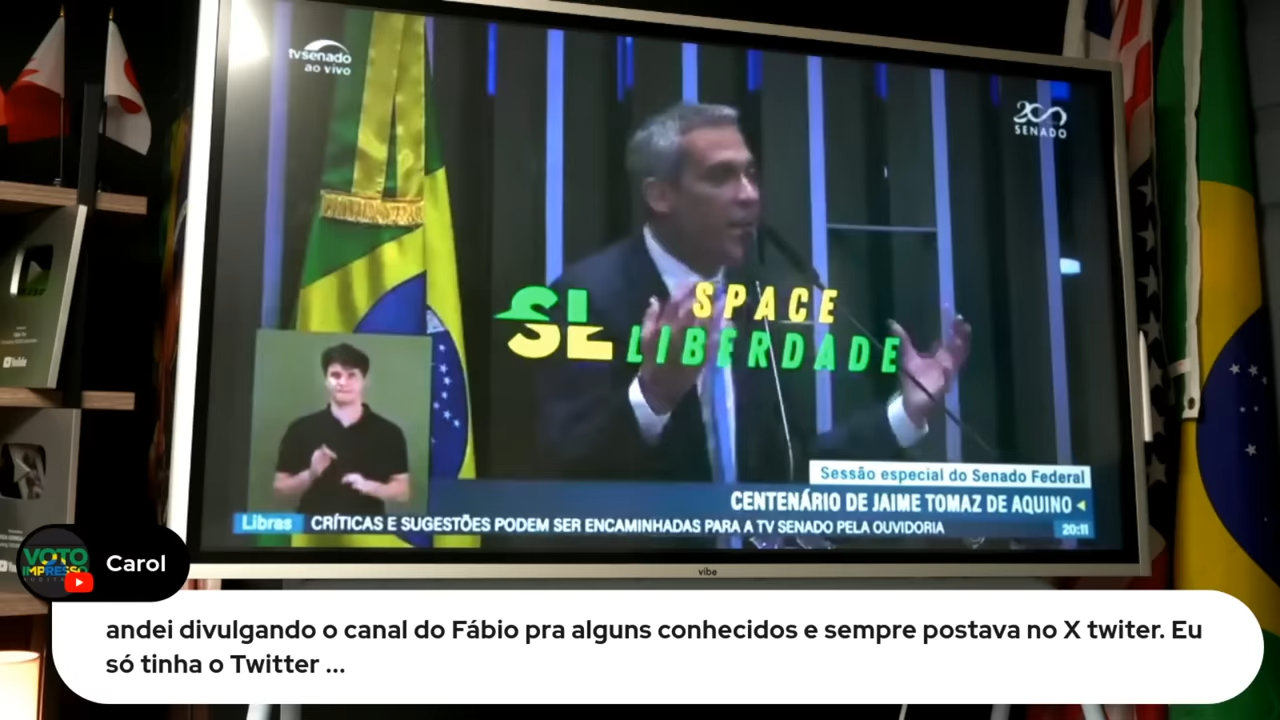 tvsenado
ao vivo
200
SENADO
SL
SPACE
LIBERDADE
Sessão especial do Senado Federal
CENTENÁRIO DE JAIME TOMAZ DE AQUINO
Libras
CRÍTICAS E SUGESTÕES PODEM SER ENCAMINHADAS PARA A TV SENADO PELA OUVIDORIA
20:11
vibe
YouTube
VOTO
IMPRESSO
Carol
andei divulgando o canal do Fábio pra alguns conhecidos e sempre postava no X twiter. Eu
só tinha o Twitter ...